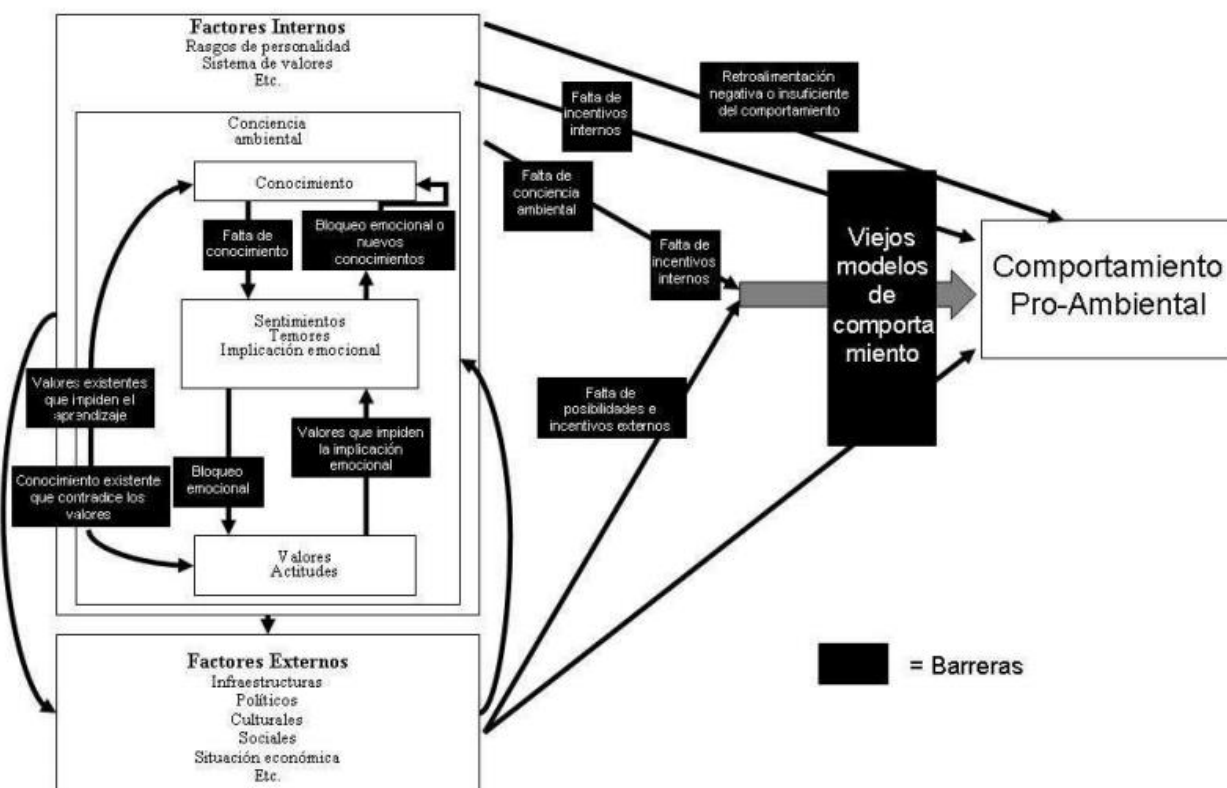 Factores Internos
Rasgos de personalidad
Sistema de valores
Etc.
Conciencia
ambiental
Conocimiento
Falta de
conocimiento
Bloqueo emocional o
nuevos
conocimientos
Sentimientos
Temores
Implicación emocional
Valores existentes
que impiden el
aprendizaje
Conocimiento existente
que contradice los
valores
Bloqueo
emocional
Valores que impiden
la implicación
emocional
Valores
Actitudes
Factores Externos
Infraestructuras
Políticos
Culturales
Sociales
Situación económica
Etc.
Retroalimentación
negativa o insuficiente
del comportamiento
Falta de
incentivos
internos
Falta de
conciencia
ambiental
Falta de
incentivos
internos
Falta de
posibilidades e
incentivos externos
Viejos
modelos
de
comporta
miento
Comportamiento
Pro-Ambiental
= Barreras